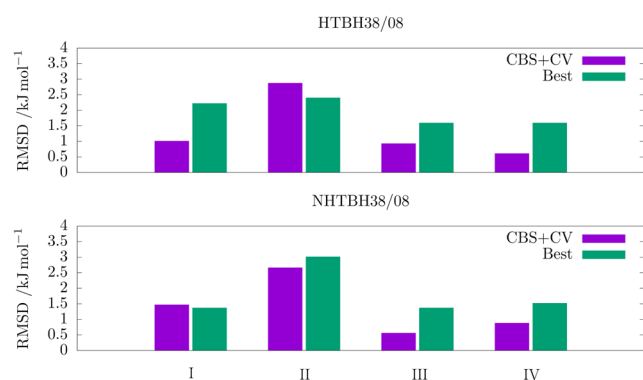 HTBH38/08
RMSD /kJ mol⁻¹
4
3.5
3
2.5
2
1.5
1
0.5
0
CBS+CV
Best
NHTBH38/08
RMSD /kJ mol⁻¹
4
3.5
3
2.5
2
1.5
1
0.5
0
CBS+CV
Best
I II III IV